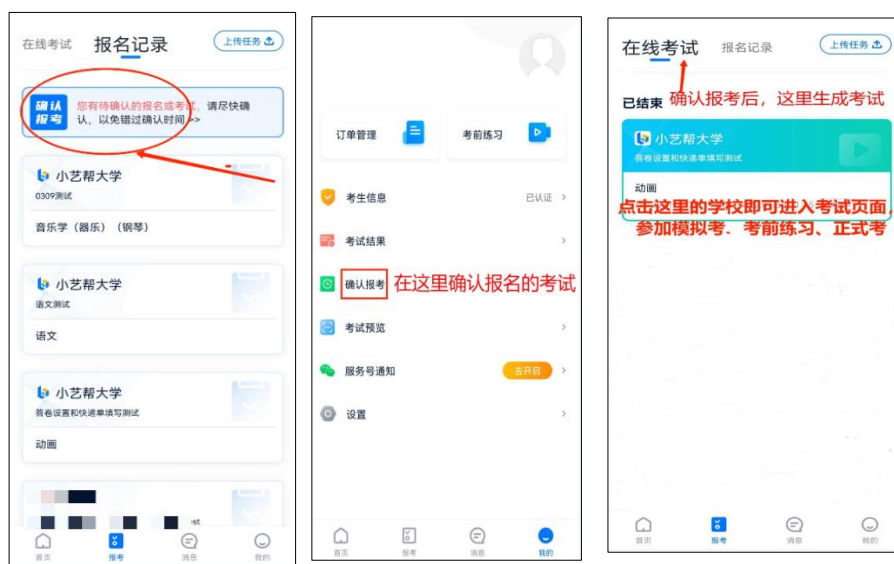 在线考试 报名记录 上传任务
确认报考 您有待确认的报名或考试,请尽快确认,以免错过确认时间 >>
小艺帮大学
0309测试
音乐学(器乐)(钢琴)
小艺帮大学
语文测试
语文
小艺帮大学
答卷设置和快递单填写测试
动画
st
首页 报考 消息 我的
订单管理 考前练习
考生信息 已认证 >
考试结果 >
确认报考 在这里确认报名的考试
考试预览 >
服务号通知 去开启 >
设置 >
首页 报考 消息 我的
在线考试 报名记录 上传任务
已结束 确认报考后,这里生成考试
小艺帮大学
答卷设置和快递单填写测试
动画
点击这里的学校即可进入考试页面,
参加模拟考、考前练习、正式考
首页 报考 消息 我的